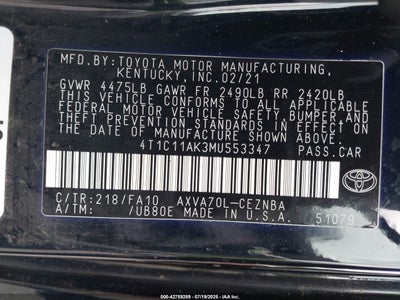 MFD.BY:TOYOTA MOTOR MANUFACTURING,
KENTUCKY,INC.02/21
GVWR 4475LB GAWR FR 2490LB RR 2420LB
THIS VEHICLE CONFORMS TO ALL APPLICABLE
FEDERAL MOTOR VEHICLE SAFETY, BUMPER, AND
THEFT PREVENTION STANDARDS IN EFFECT ON
THE DATE OF MANUFACTURE SHOWN ABOVE.
4T1C11AK3MU553347 PASS.CAR
C/TR:218/FA10 AXVA70L-CEZNBA
A/TM: /UB80E MADE IN U.S.A. 51079
TOYOTA
000-42758269 07/19/2025 - IAA Inc.